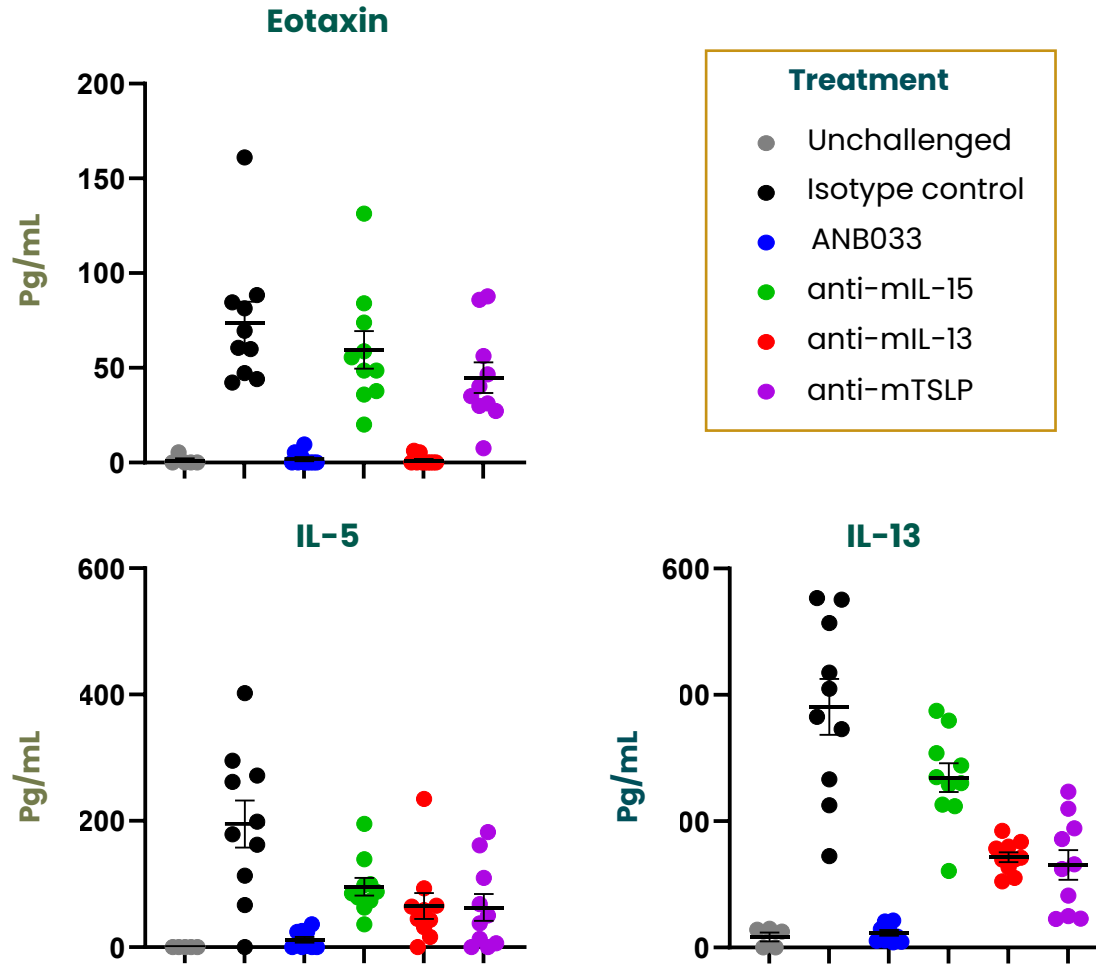 Eotaxin
200
150
100
50
0
Pg/mL
Treatment
Unchallenged
Isotype control
ANB033
anti-mIL-15
anti-mIL-13
anti-mTSLP
IL-5
600
400
200
0
Pg/mL
IL-13
600
00
00
0
Pg/mL